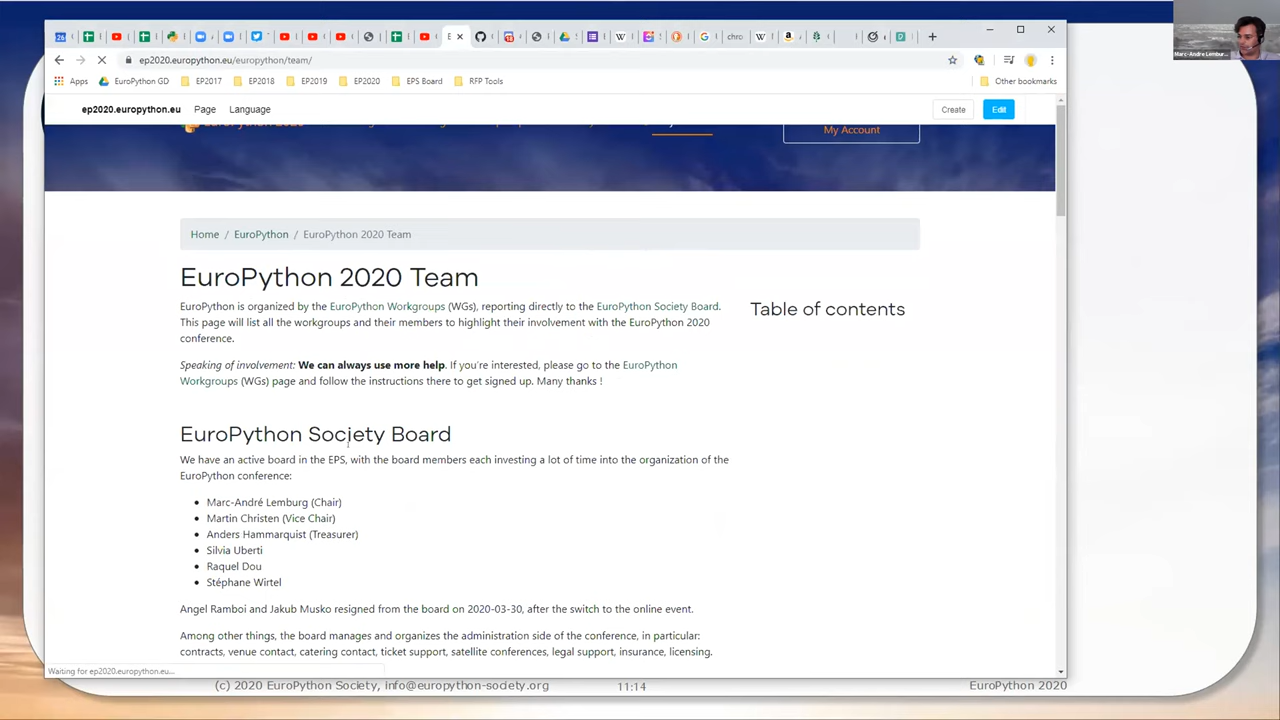 ep2020.europython.eu/europython/team/
Apps EuroPython GD EP2017 EP2018 EP2019 EP2020 EPS Board RFP Tools Other bookmarks
ep2020.europython.eu Page Language Create Edit
My Account
Home / EuroPython / EuroPython 2020 Team
EuroPython 2020 Team
EuroPython is organized by the EuroPython Workgroups (WGs), reporting directly to the EuroPython Society Board.
This page will list all the workgroups and their members to highlight their involvement with the EuroPython 2020
conference.
Table of contents
Speaking of involvement: We can always use more help. If you're interested, please go to the EuroPython
Workgroups (WGs) page and follow the instructions there to get signed up. Many thanks !
EuroPython Society Board
We have an active board in the EPS, with the board members each investing a lot of time into the organization of the
EuroPython conference:
Marc-André Lemburg (Chair)
Martin Christen (Vice Chair)
Anders Hammarquist (Treasurer)
Silvia Uberti
Raquel Dou
Stéphane Wirtel
Angel Ramboi and Jakub Musko resigned from the board on 2020-03-30, after the switch to the online event.
Among other things, the board manages and organizes the administration side of the conference, in particular:
contracts, venue contact, catering contact, ticket support, satellite conferences, legal support, insurance, licensing.
Waiting for ep2020.europython.eu...
(c) 2020 EuroPython Society, info@europython-society.org 11:14 EuroPython 2020
Marc-Andre Lembur...